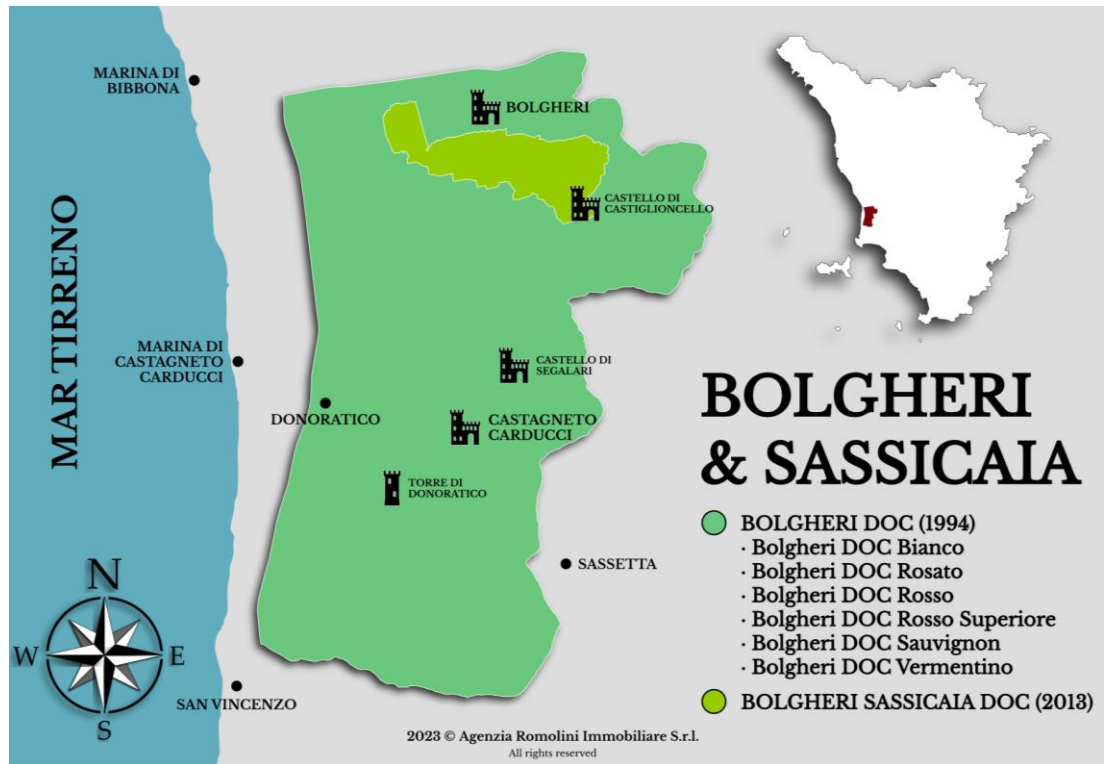 MARINA DI
BIBBONA
BOLGHERI
CASTELLO DI
CASTIGLIONCELLO
MAR TIRRENO
MARINA DI
CASTAGNETO
CARDUCCI
CASTELLO DI
SEGALARI
DONORATICO
CASTAGNETO
CARDUCCI
TORRE DI
DONORATICO
SASSETTA
SAN VINCENZO
N
W
E
S
BOLGHERI
& SASSICAIA
BOLGHERI DOC (1994)
· Bolgheri DOC Bianco
· Bolgheri DOC Rosato
· Bolgheri DOC Rosso
· Bolgheri DOC Rosso Superiore
· Bolgheri DOC Sauvignon
· Bolgheri DOC Vermentino
BOLGHERI SASSICAIA DOC (2013)
2023 © Agenzia Romolini Immobiliare S.r.l.
All rights reserved